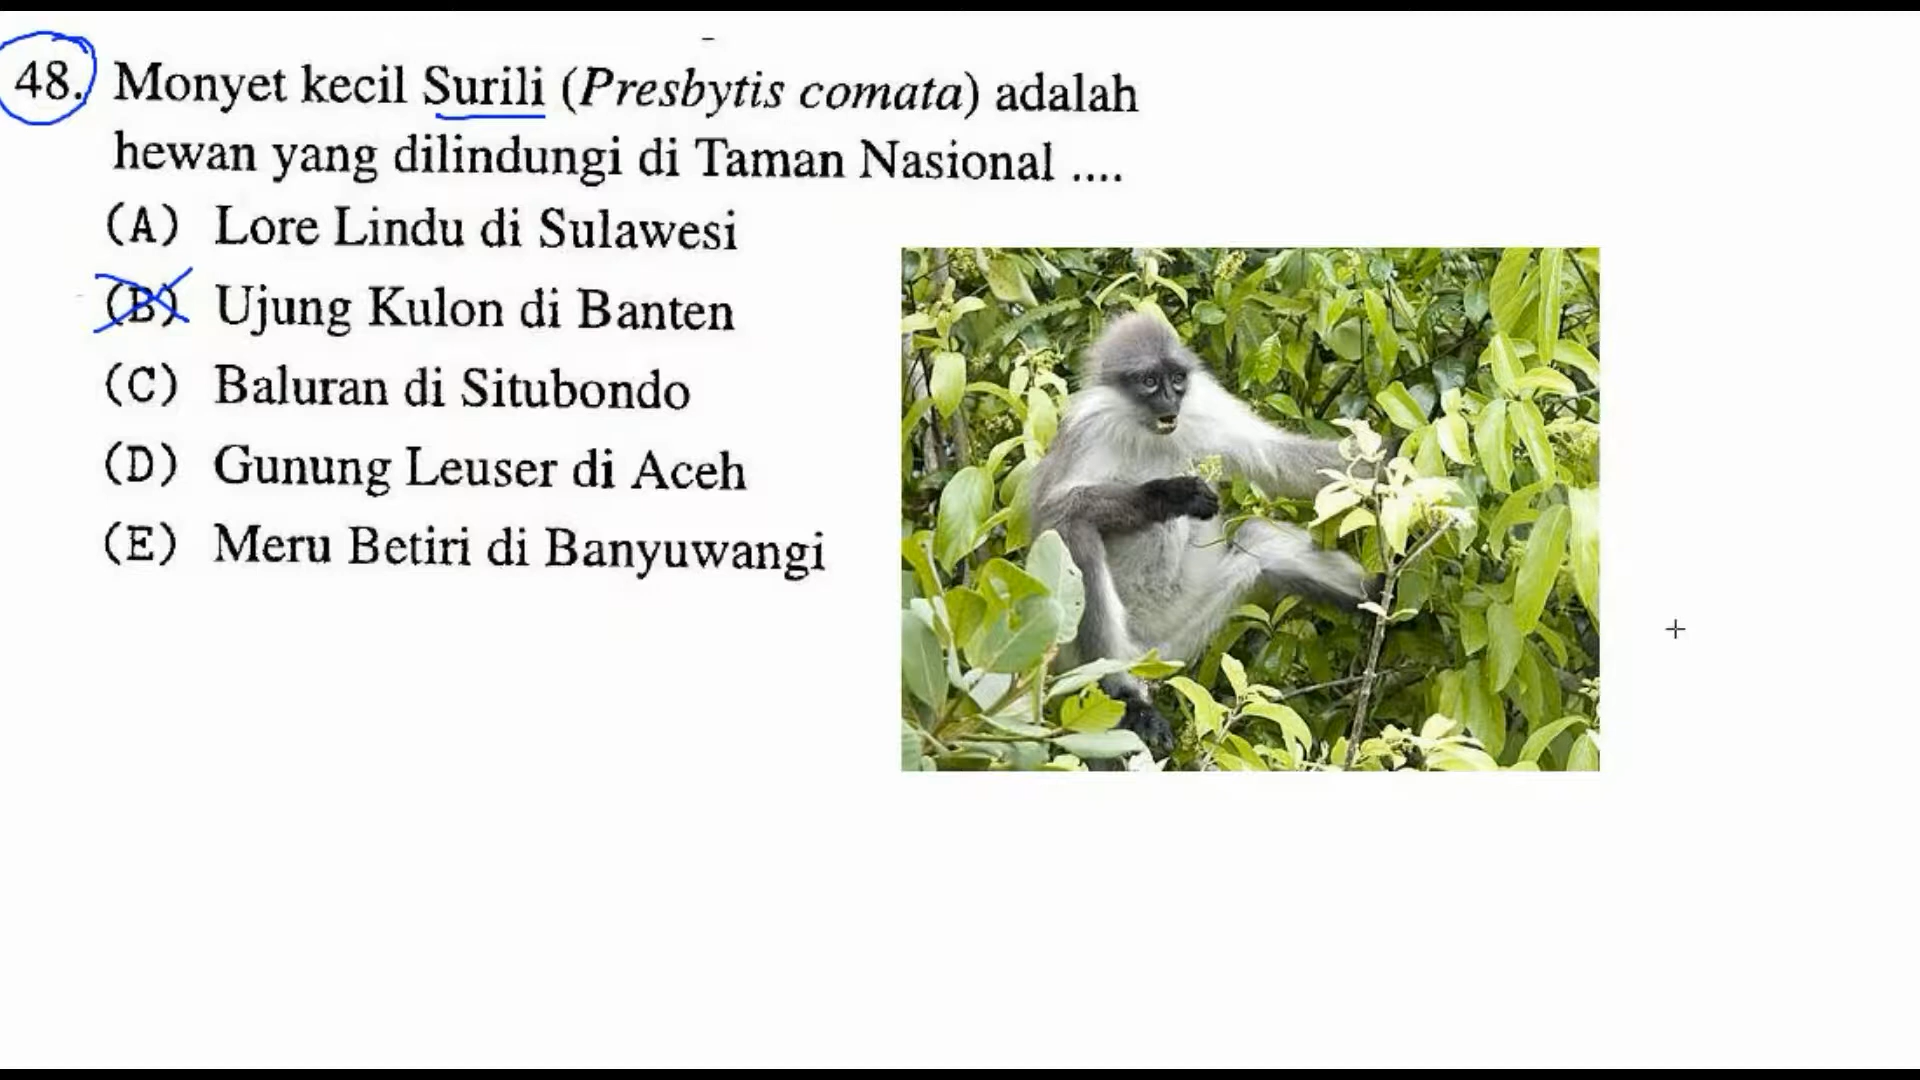 48. Monyet kecil Surili (Presbytis comata) adalah
hewan yang dilindungi di Taman Nasional ....
(A) Lore Lindu di Sulawesi
(B) Ujung Kulon di Banten
(C) Baluran di Situbondo
(D) Gunung Leuser di Aceh
(E) Meru Betiri di Banyuwangi